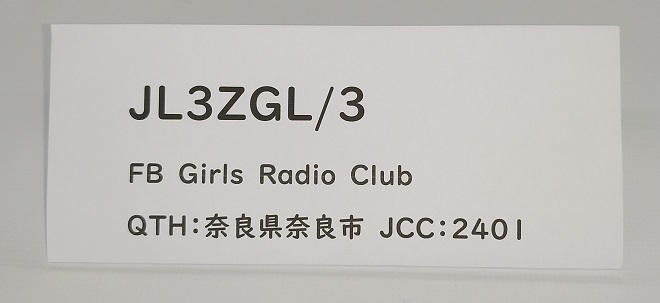 JL3ZGL/3
FB Girls Radio Club
QTH:奈良県奈良市 JCC:2401